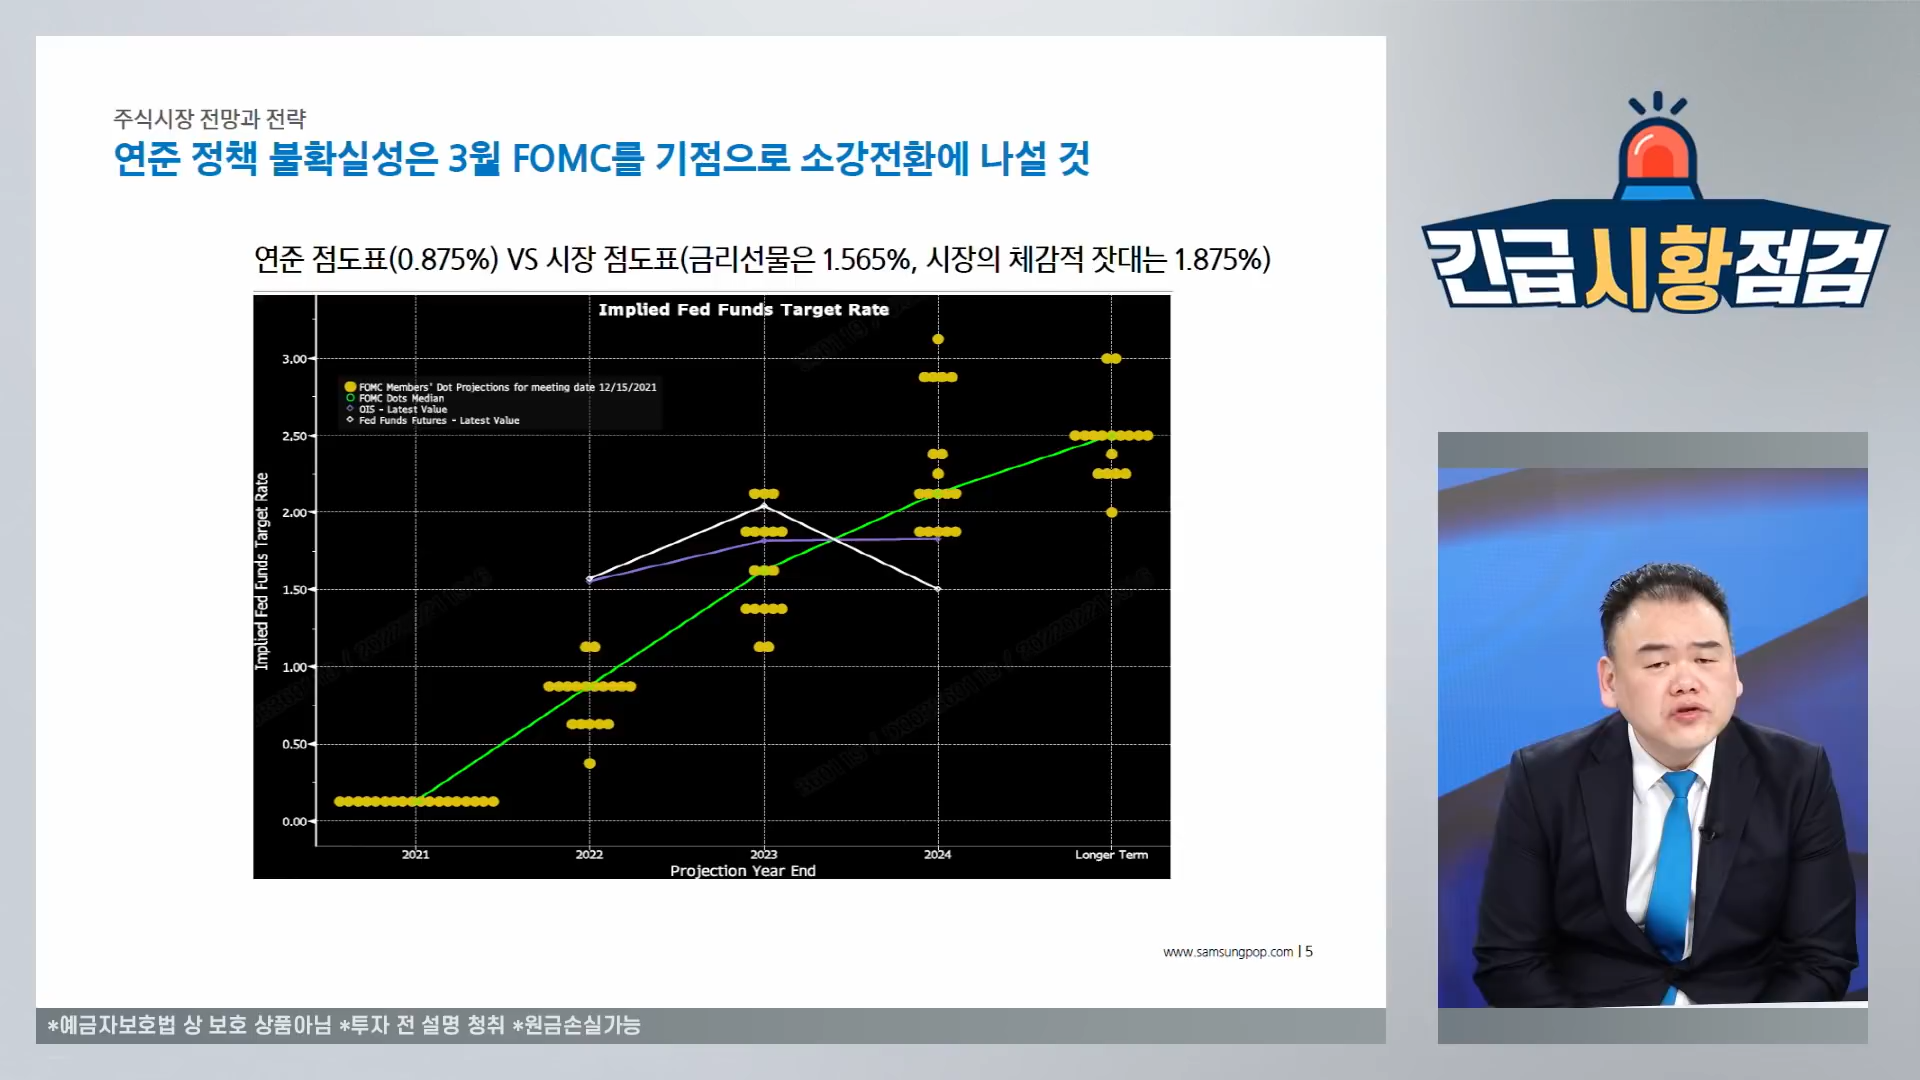 주식시장 전망과 전략
연준 정책 불확실성은 3월 FOMC를 기점으로 소강전환에 나설 것
연준 점도표(0.875%) VS 시장 점도표(금리선물은 1.565%, 시장의 체감적 잣대는 1.875%)
Implied Fed Funds Target Rate
FOMC Members' Dot Projections for meeting date 12/15/2021
FOMC Dots Median
OIS - Latest Value
Fed Funds Futures - Latest Value
Implied Fed Funds Target Rate
3.00
2.50
2.00
1.50
1.00
0.50
0.00
2021 2022 2023 2024 Longer Term
Projection Year End
www.samsungpop.com | 5
*예금자보호법 상 보호 상품아님 *투자 전 설명 청취 *원금손실가능
긴급시황점검